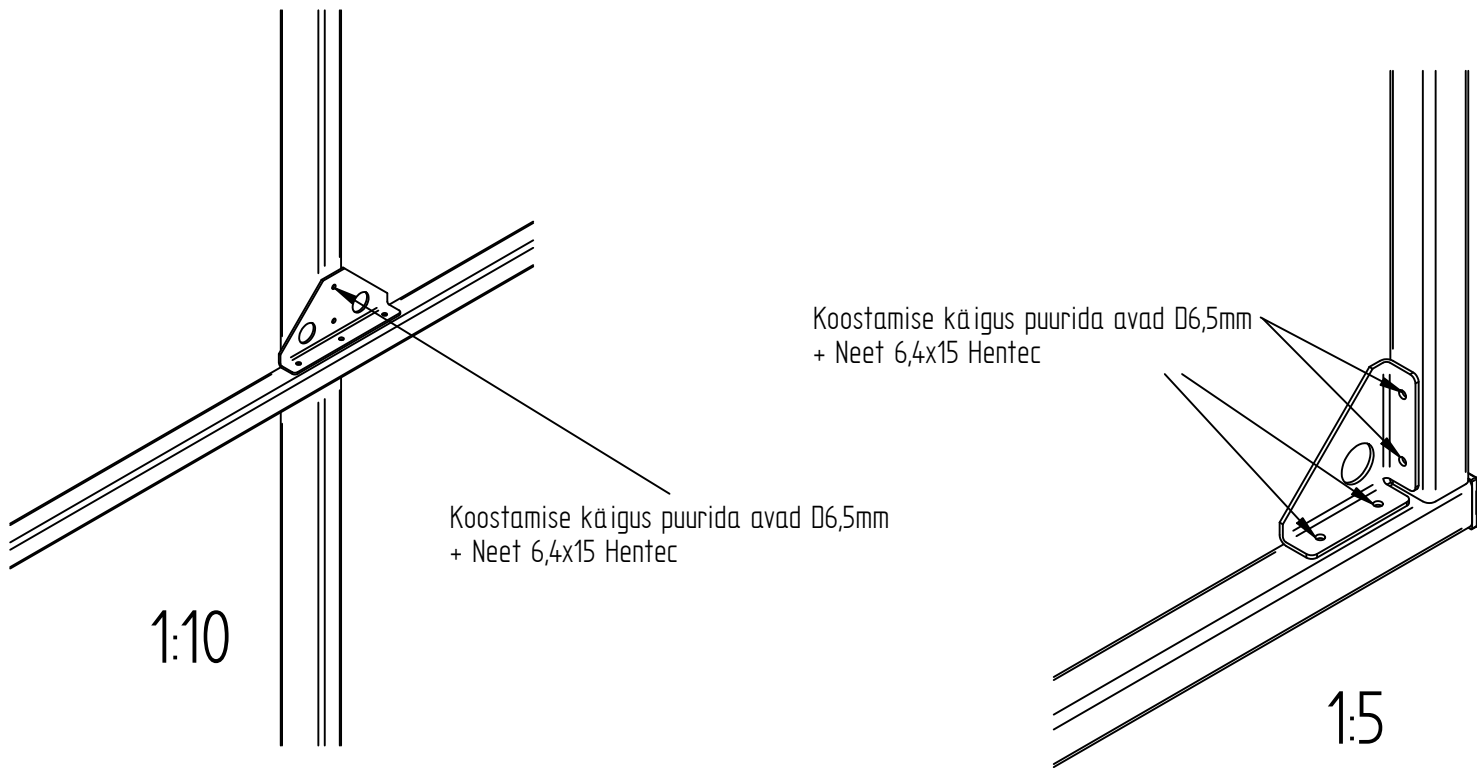 Koostamise käigus puurida avad D6,5mm
+ Neet 6,4x15 Hentec
1:10
Koostamise käigus puurida avad D6,5mm
+ Neet 6,4x15 Hentec
1:5